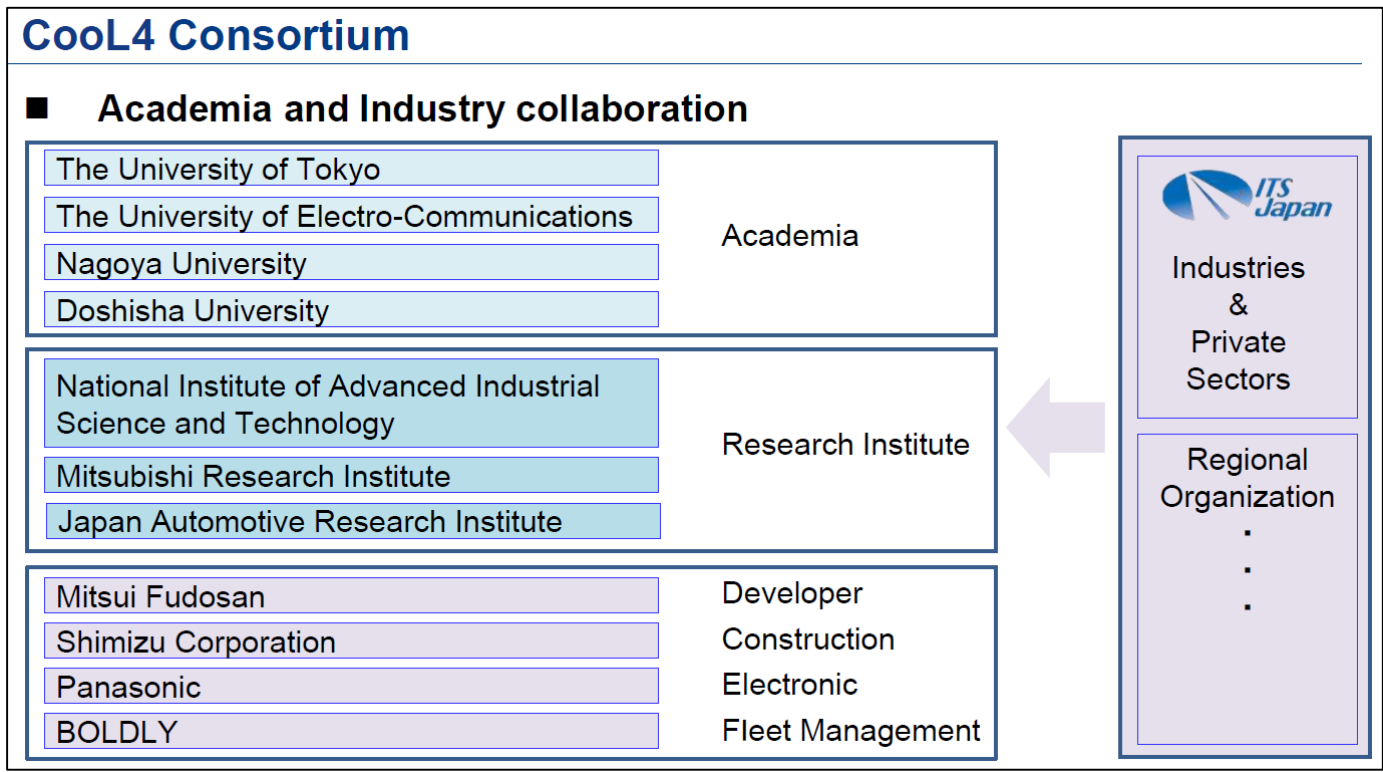 CooL4 Consortium
■ Academia and Industry collaboration
The University of Tokyo
The University of Electro-Communications
Nagoya University
Doshisha University
Academia
National Institute of Advanced Industrial
Science and Technology
Mitsubishi Research Institute
Japan Automotive Research Institute
Research Institute
Mitsui Fudosan
Developer
Shimizu Corporation
Construction
Panasonic
Electronic
BOLDLY
Fleet Management
ITS
Japan
Industries
&
Private
Sectors
Regional
Organization
.
.
.